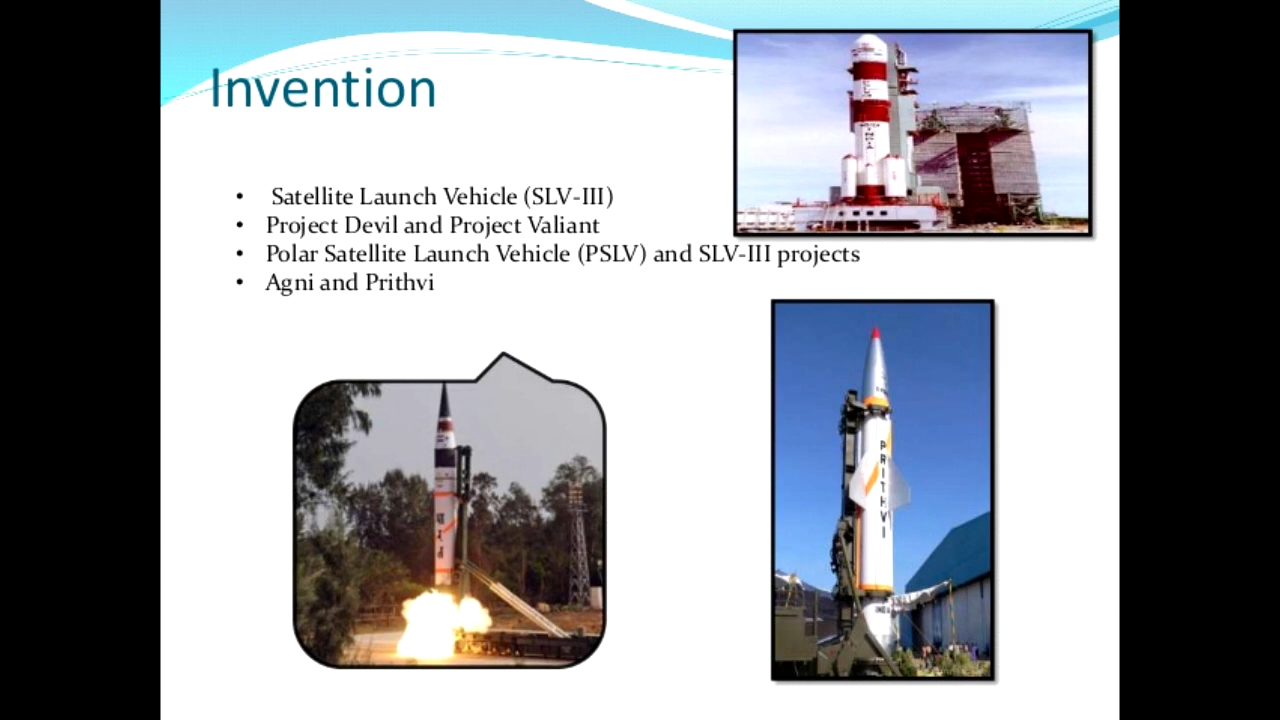 Invention
• Satellite Launch Vehicle (SLV-III)
• Project Devil and Project Valiant
• Polar Satellite Launch Vehicle (PSLV) and SLV-III projects
• Agni and Prithvi
PRITHVI